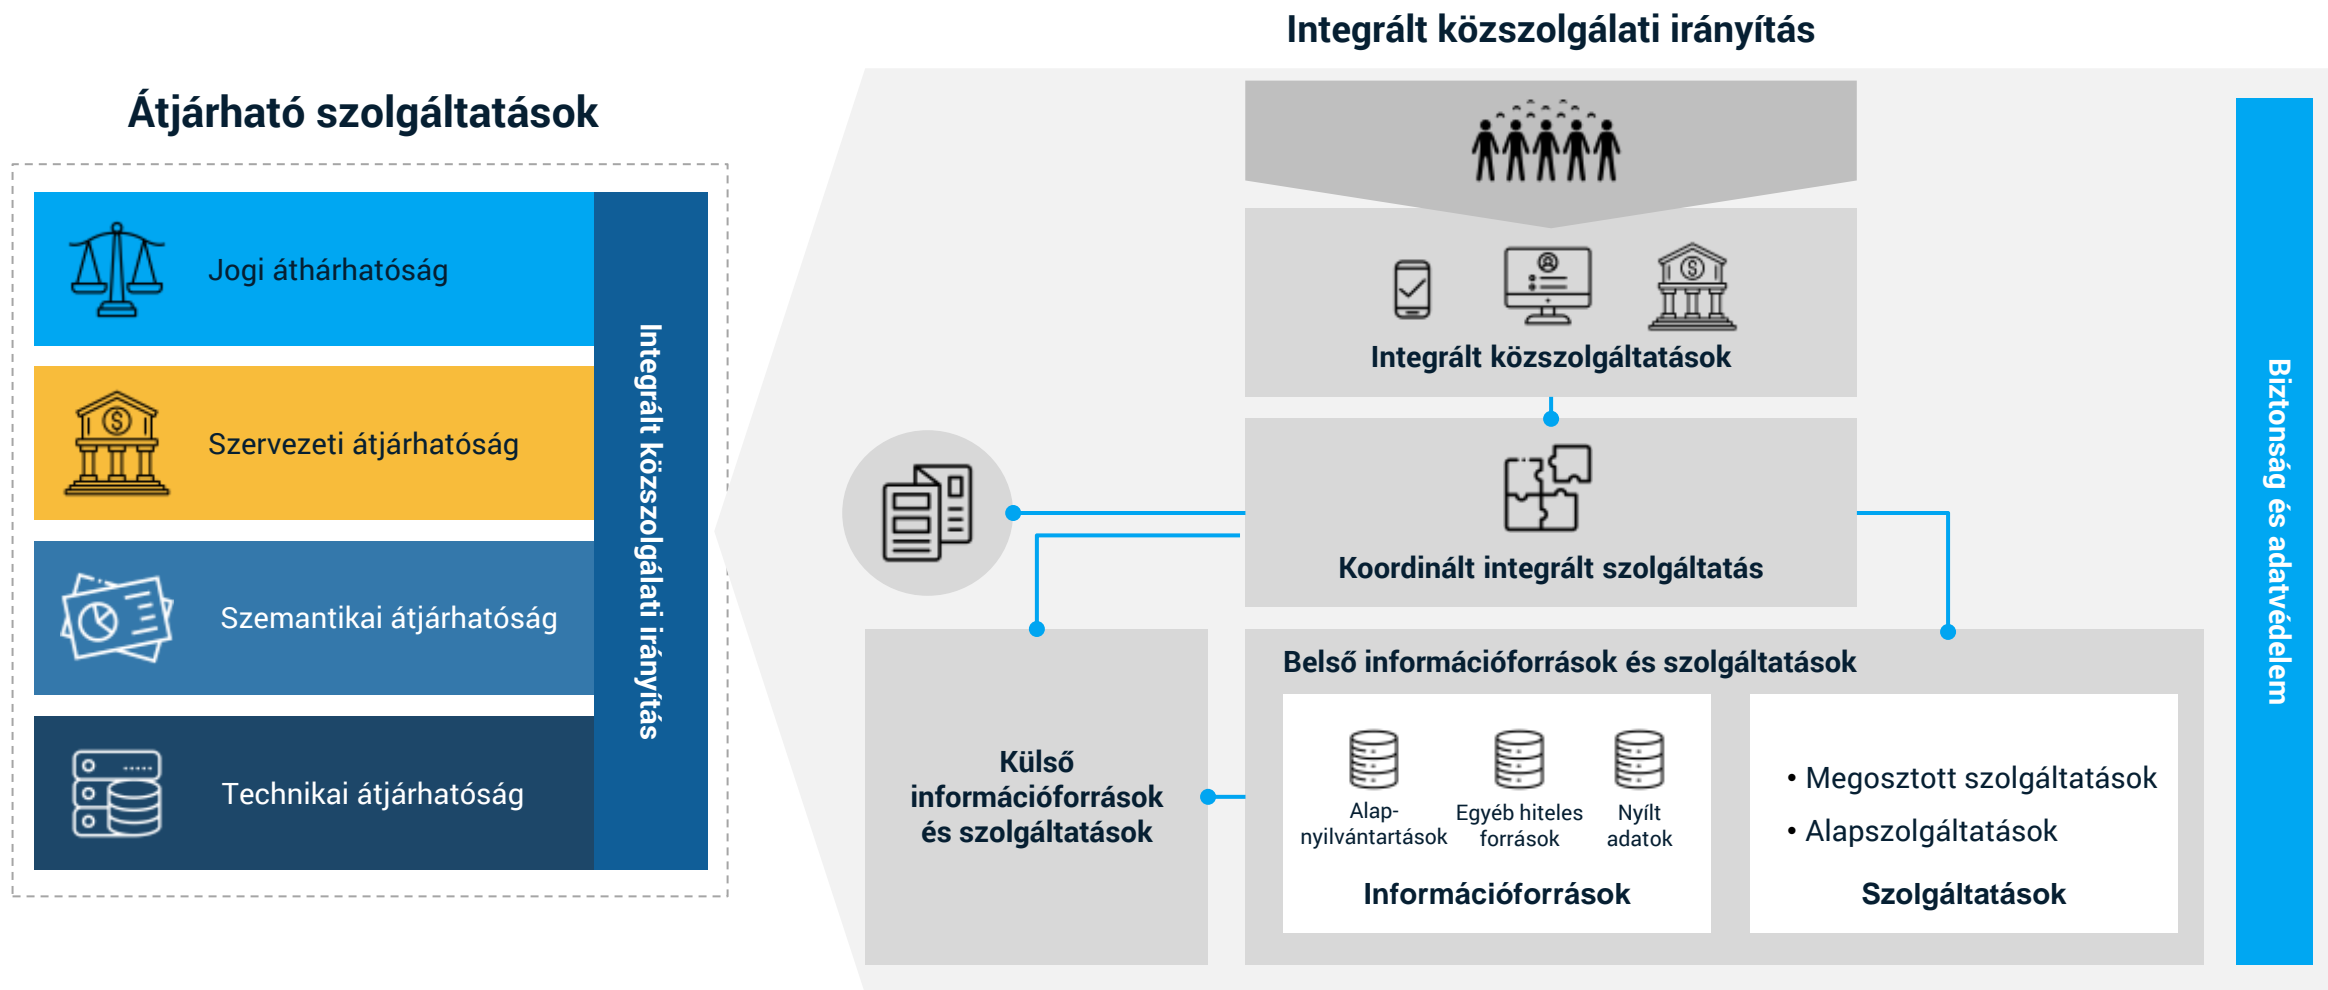 Integrált közszolgálati irányítás
Átjárható szolgáltatások
Jogi áthárhatóság
Szervezeti átjárhatóság
Szemantikai átjárhatóság
Technikai átjárhatóság
Integrált közszolgálati irányítás
Integrált közszolgáltatások
Koordinált integrált szolgáltatás
Külső
információforrások
és szolgáltatások
Belső információforrások és szolgáltatások
Alap-
nyilvántartások
Egyéb hiteles
források
Nyílt
adatok
Információforrások
• Megosztott szolgáltatások
• Alapszolgáltatások
Szolgáltatások
Biztonság és adatvédelem